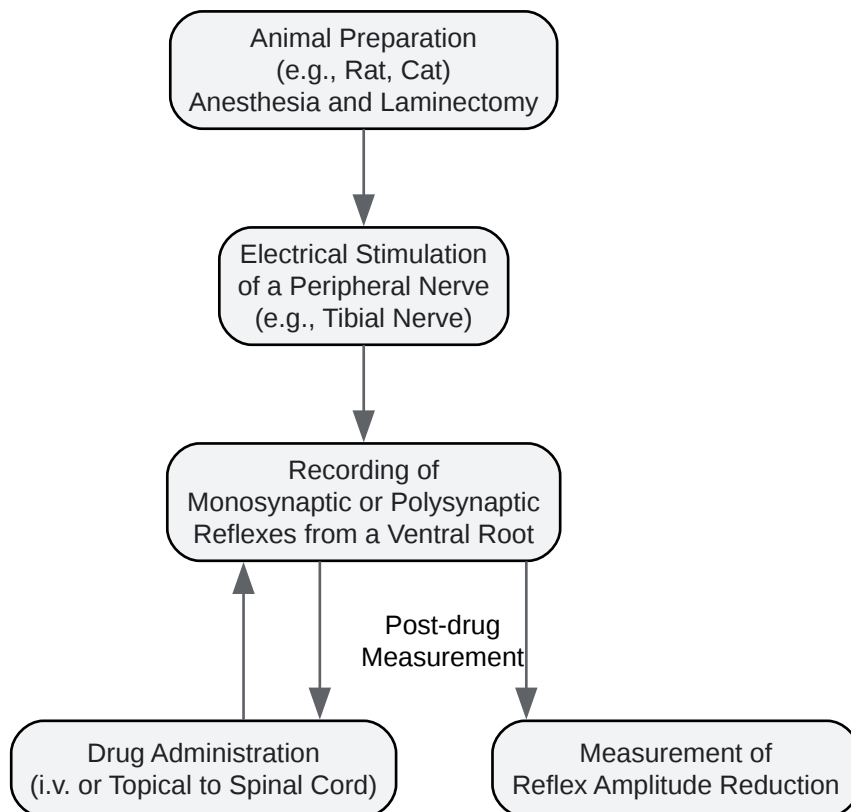 Animal Preparation
(e.g., Rat, Cat)
Anesthesia and Laminectomy
Electrical Stimulation
of a Peripheral Nerve
(e.g., Tibial Nerve)
Recording of
Monosynaptic or Polysynaptic
Reflexes from a Ventral Root
Post-drug
Measurement
Drug Administration
(i.v. or Topical to Spinal Cord)
Measurement of
Reflex Amplitude Reduction